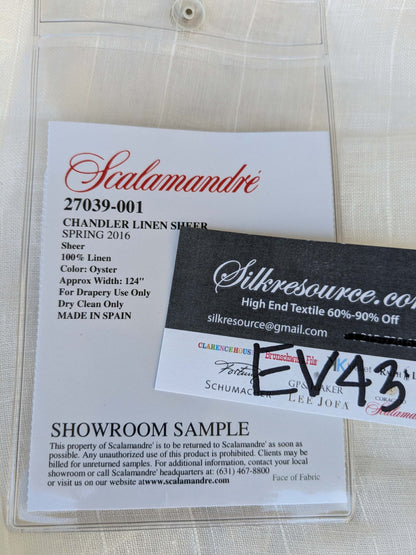 Scalamandré
27039-001
CHANDLER LINEN SHEER
SPRING 2016
Sheer
100% Linen
Color: Oyster
Approx Width: 124"
For Drapery Use Only
Dry Clean Only
MADE IN SPAIN
Silkresource.co
High End Textile 60%-90% Off
silkresource@gmail.com
CLARENCE HOUSE
Brunschwig & Fils
SCHUMACHER
GP&J BAKER
LEE JOFA
Scalama
EV43
SHOWROOM SAMPLE
This property of Scalamandre' is to be returned to Scalamandre' as soon as
possible. Any unauthorized use of this product is prohibited. Clients may be
billed for unreturned samples. For additional information, contact your local
showroom or call Scalamandre' headquarters at: (631) 467-8800
or visit us on our website at www.scalamandre.com
Face of Fabric